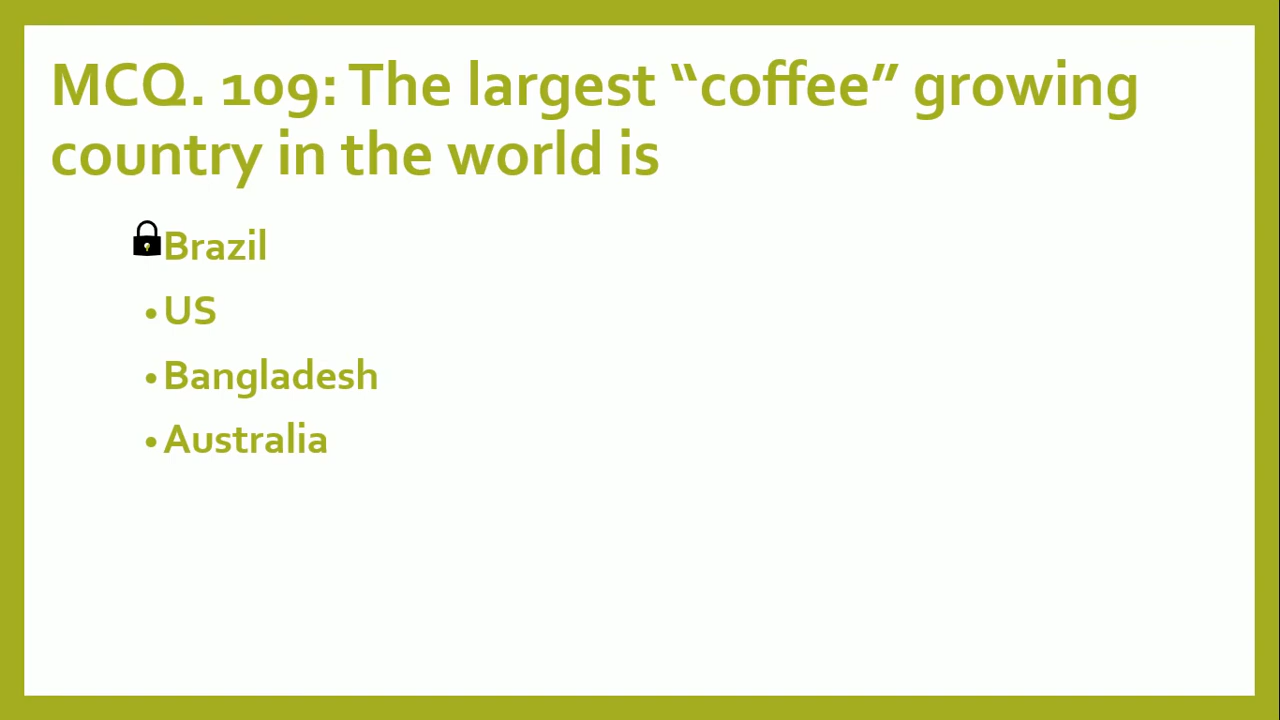 MCQ. 109: The largest “coffee” growing
country in the world is
Brazil
• US
• Bangladesh
• Australia